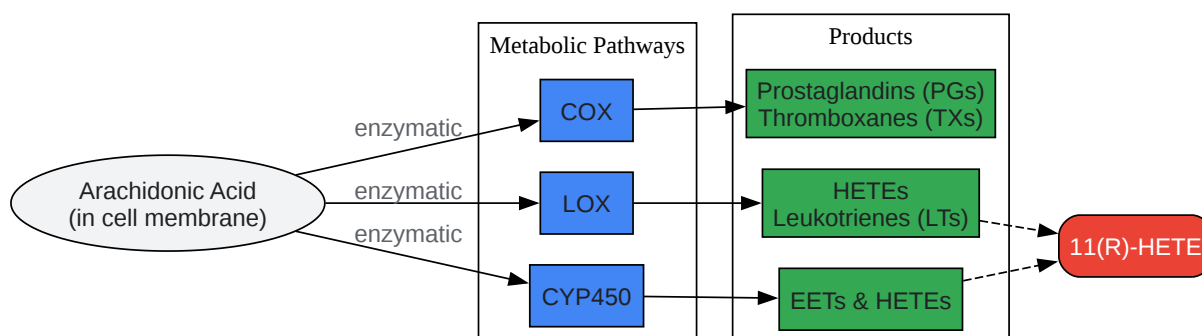 Metabolic Pathways
Products
COX
Prostaglandins (PGs)
Thromboxanes (TXs)
enzymatic
Arachidonic Acid
(in cell membrane)
enzymatic
LOX
HETEs
Leukotrienes (LTs)
enzymatic
11(R)-HETE
CYP450
EETs & HETEs